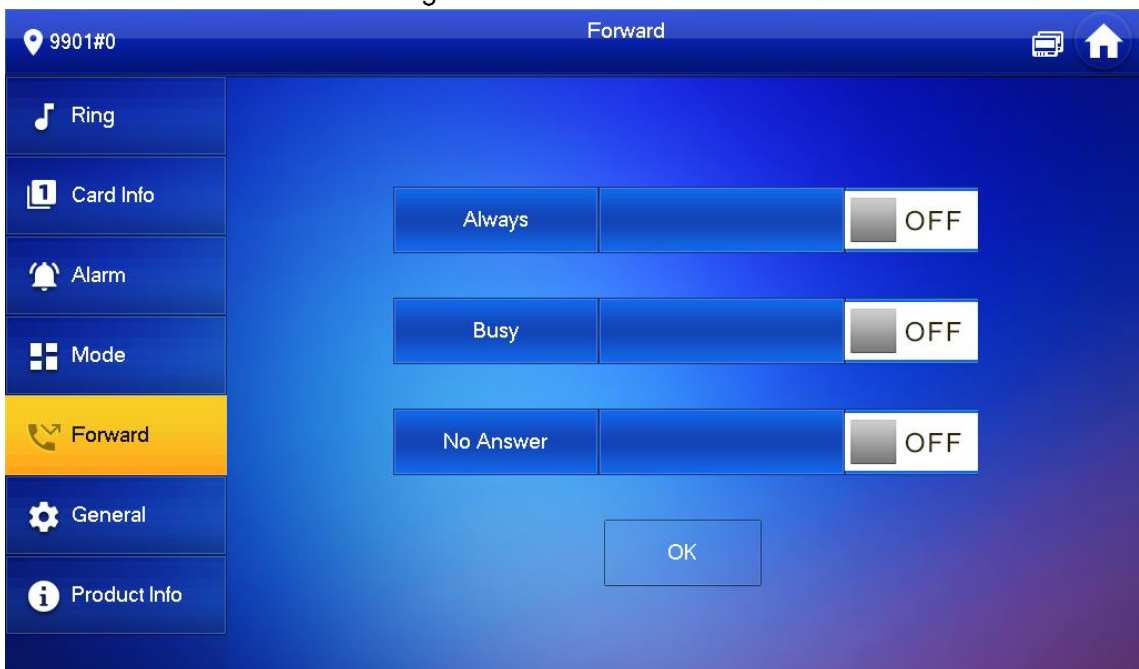 9901#0
Forward
Ring
Card Info
Alarm
Mode
Forward
General
Product Info
Always OFF
Busy OFF
No Answer OFF
OK